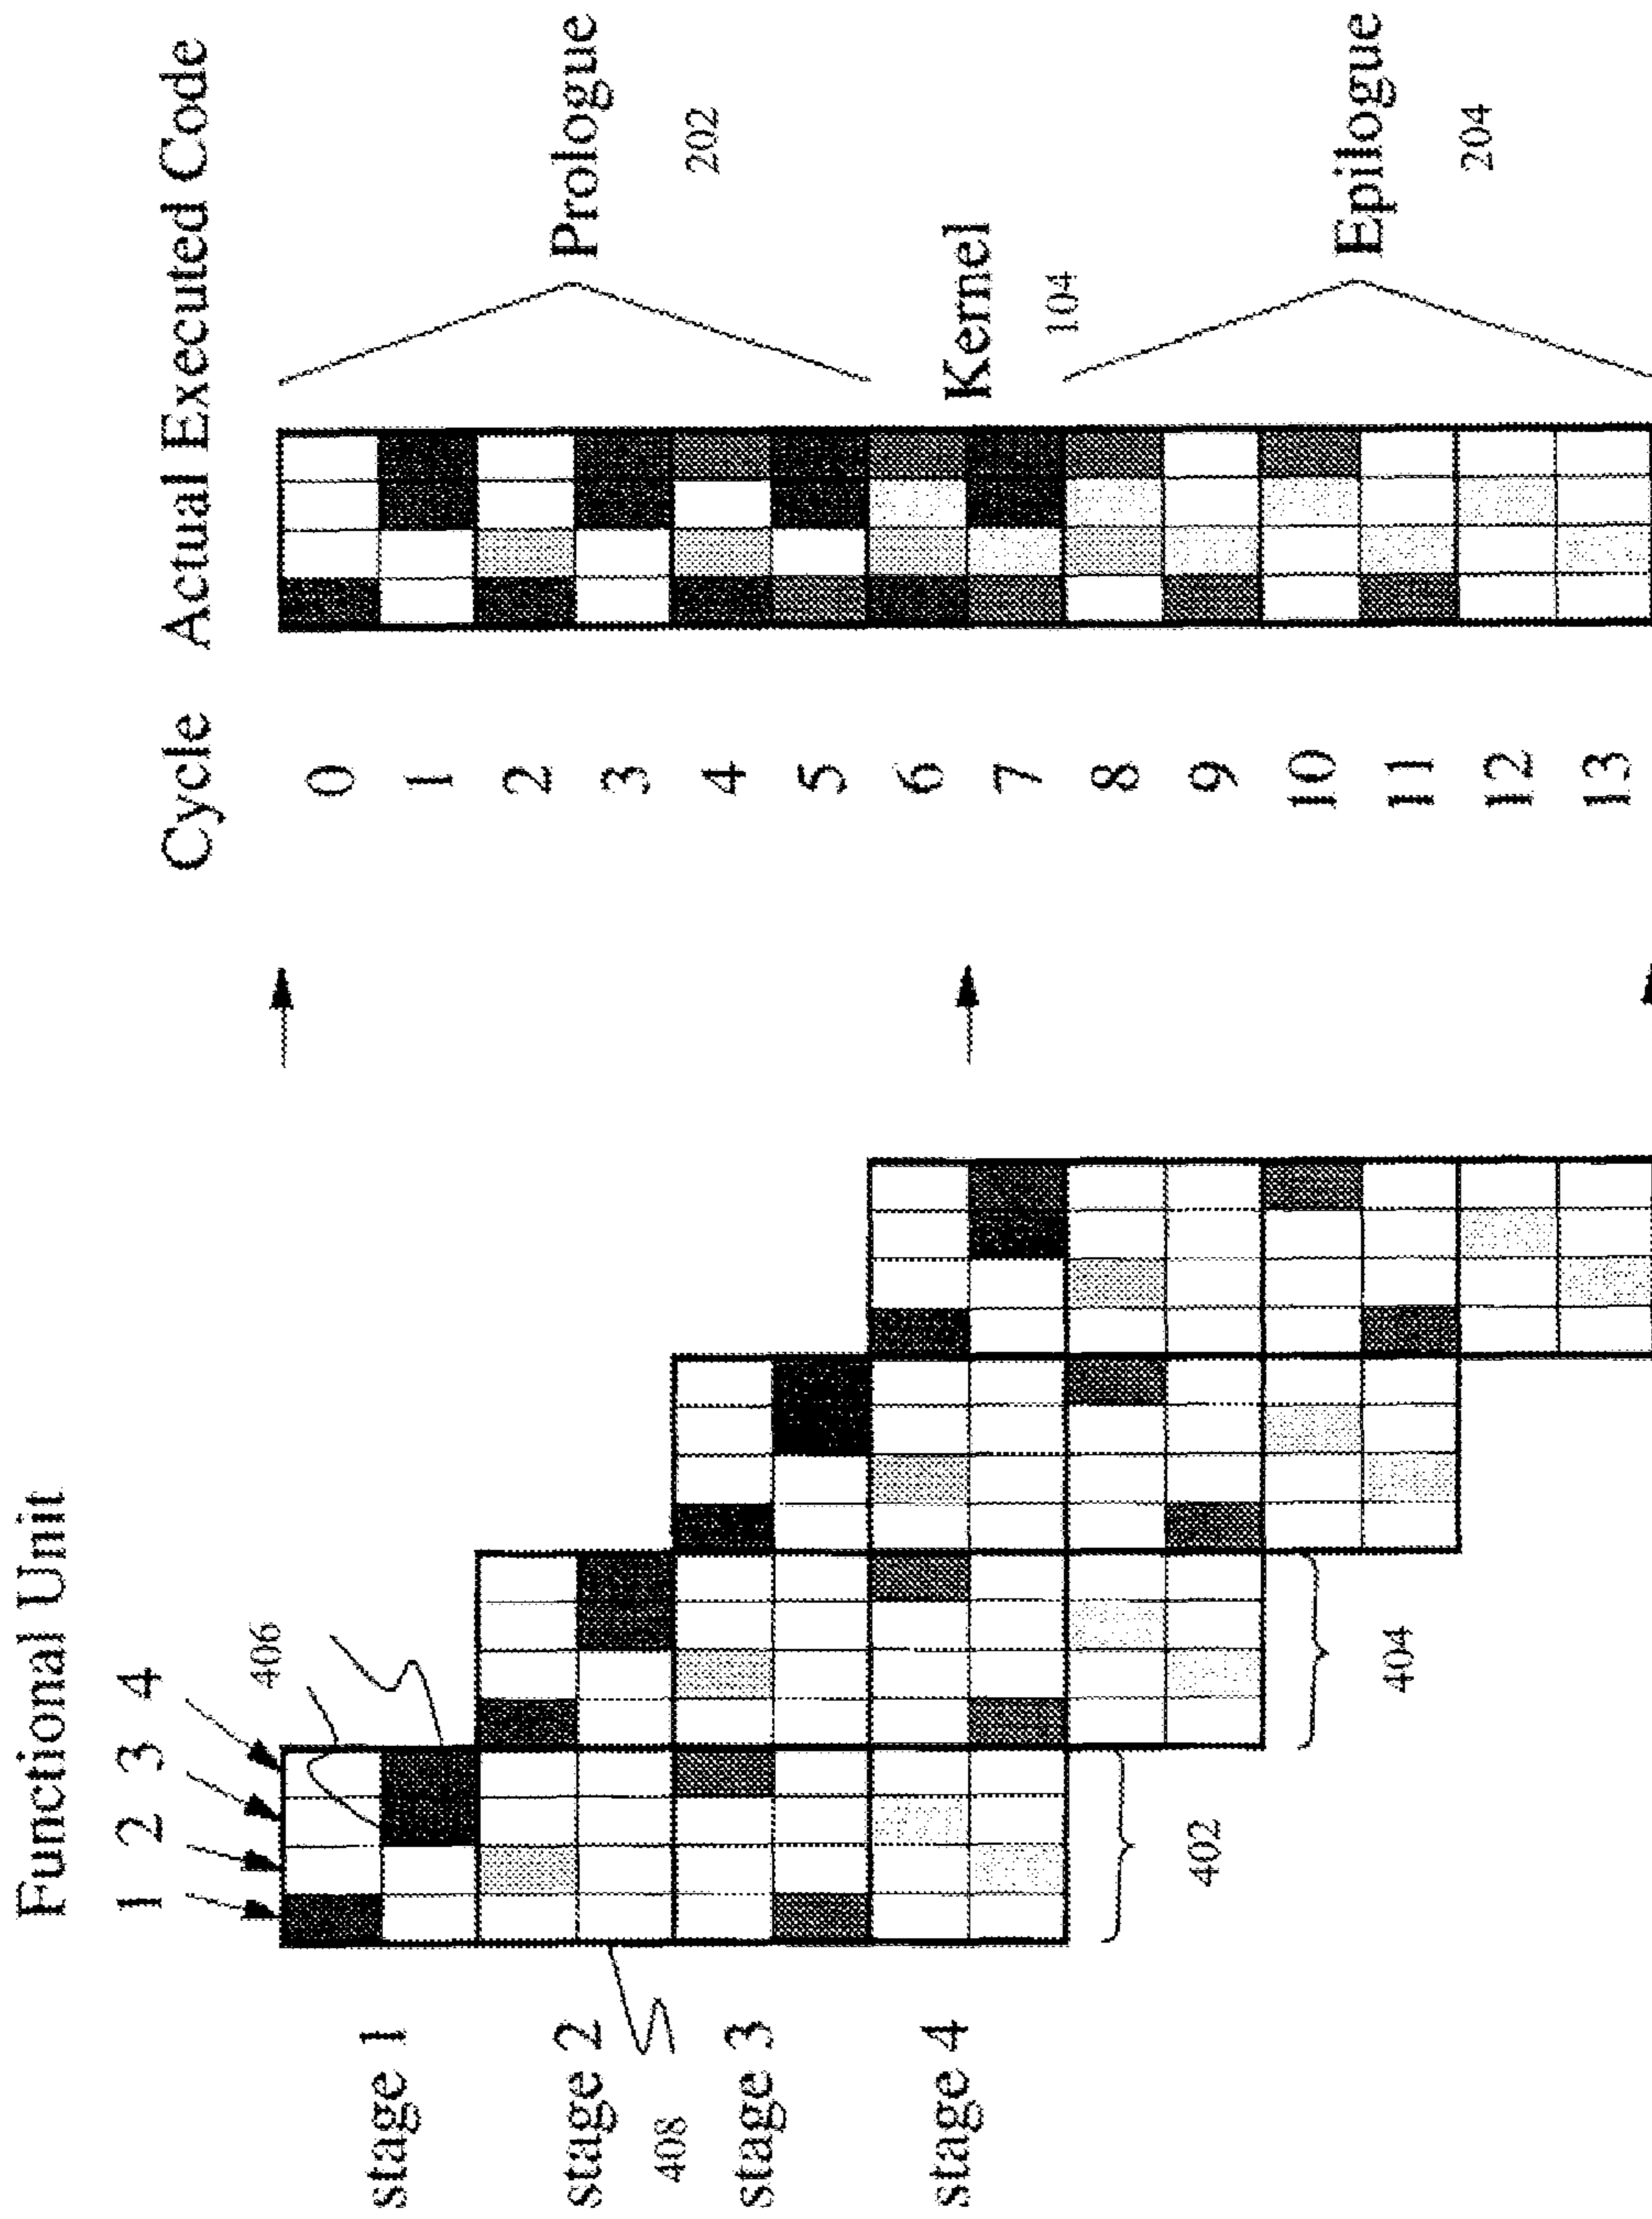 Functional Unit
1 2 3 4
406
stage 1
stage 2
408
stage 3
stage 4
402
404
Cycle Actual Executed Code
0
1
2
3
4
5
6
7
8
9
10
11
12
13
Prologue
202
Kernel
104
Epilogue
204